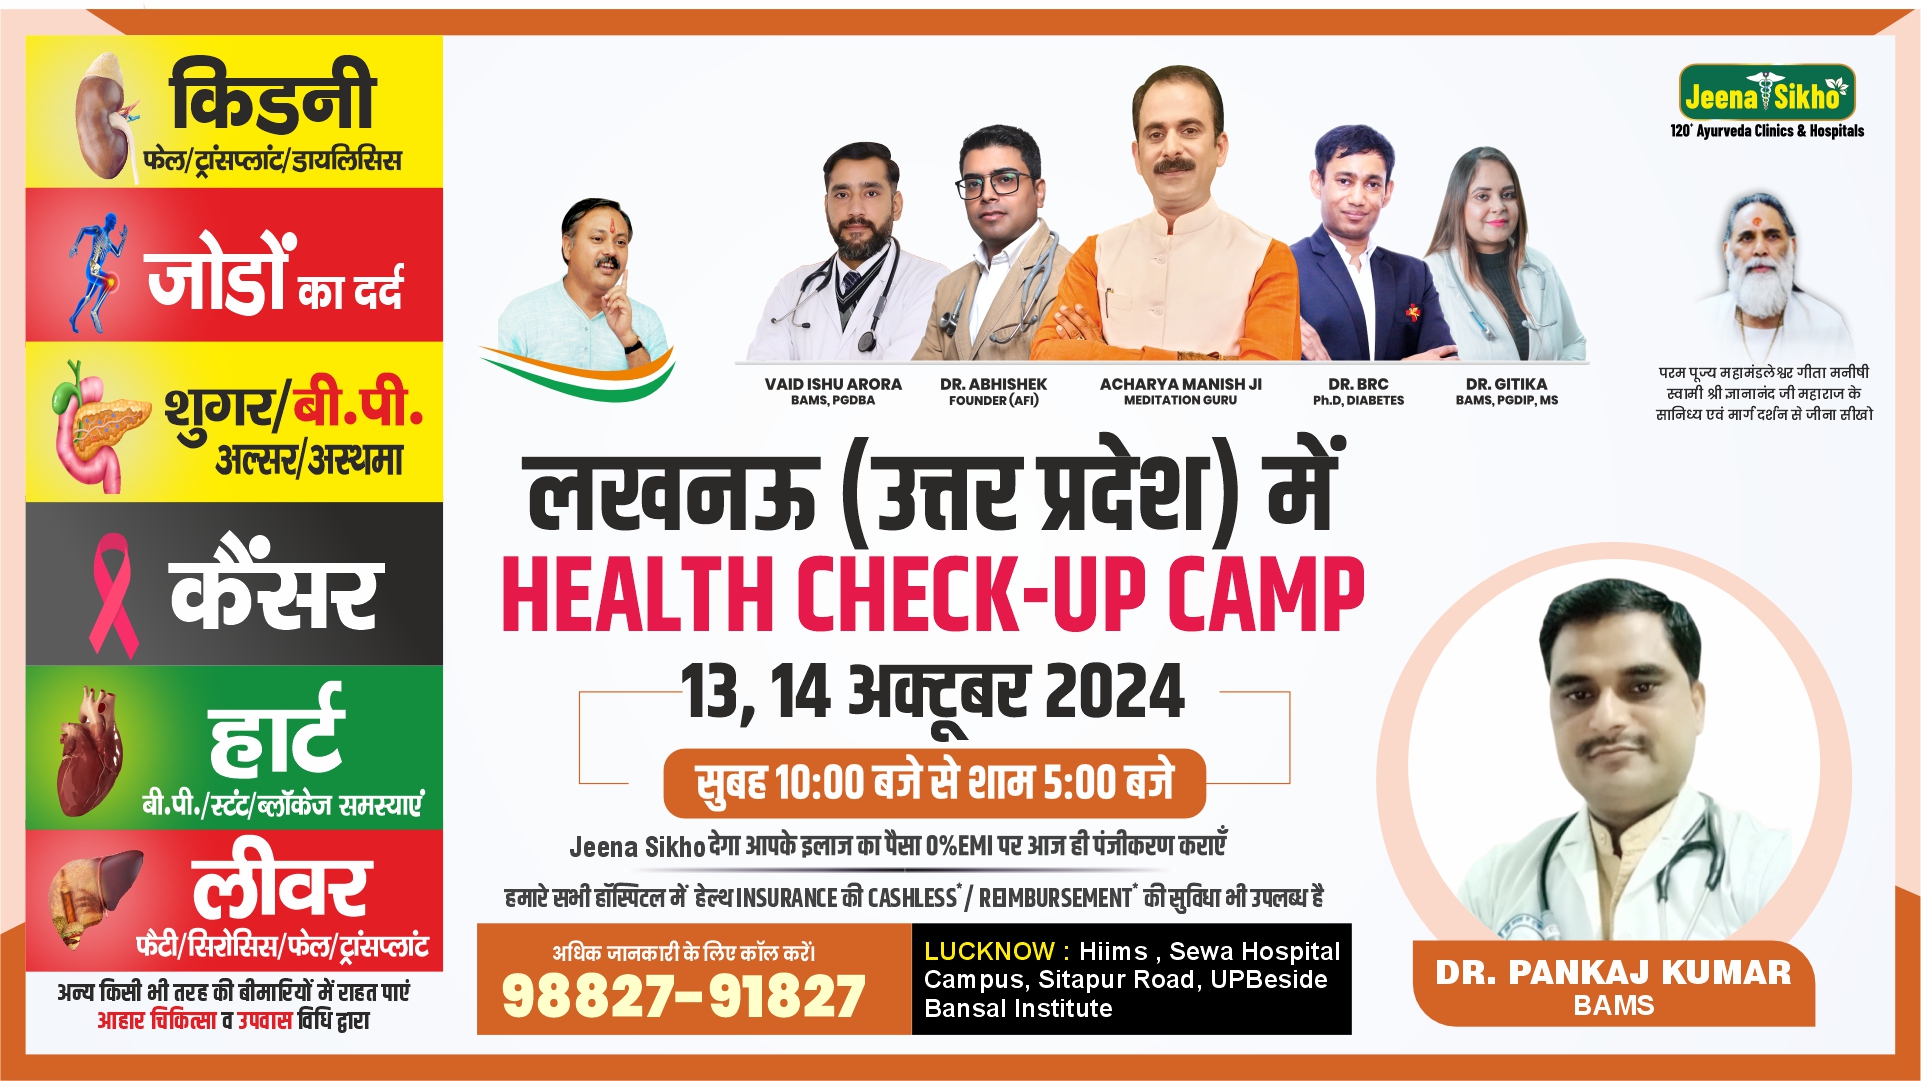 किडनी
फेल/ट्रांसप्लांट/डायलिसिस
जोडों का दर्द
शुगर/बी.पी.
अल्सर/अस्थमा
कैंसर
हार्ट
बी.पी./स्टंट/ब्लॉकेज समस्याएं
लीवर
फैटी/सिरोसिस/फेल/ट्रांसप्लांट
अन्य किसी भी तरह की बीमारियों में राहत पाएं
आहार चिकित्सा व उपवास विधि द्वारा
Jeena Sikho
120+ Ayurveda Clinics & Hospitals
VAID ISHU ARORA
BAMS, PGDBA
DR. ABHISHEK
FOUNDER (AFI)
ACHARYA MANISH JI
MEDITATION GURU
DR. BRC
Ph.D, DIABETES
DR. GITIKA
BAMS, PGDIP, MS
परम पूज्य महामंडलेश्वर गीता मनीषी
स्वामी श्री ज्ञानानंद जी महाराज के
सानिध्य एवं मार्ग दर्शन से जीना सीखो
लखनऊ (उत्तर प्रदेश) में
HEALTH CHECK-UP CAMP
13, 14 अक्टूबर 2024
सुबह 10:00 बजे से शाम 5:00 बजे
Jeena Sikho देगा आपके इलाज का पैसा 0%EMI पर आज ही पंजीकरण कराएँ
हमारे सभी हॉस्पिटल में हेल्थ INSURANCE की CASHLESS* / REIMBURSEMENT* की सुविधा भी उपलब्ध है
अधिक जानकारी के लिए कॉल करें।
98827-91827
LUCKNOW : Hiims , Sewa Hospital
Campus, Sitapur Road, UPBeside
Bansal Institute
DR. PANKAJ KUMAR
BAMS